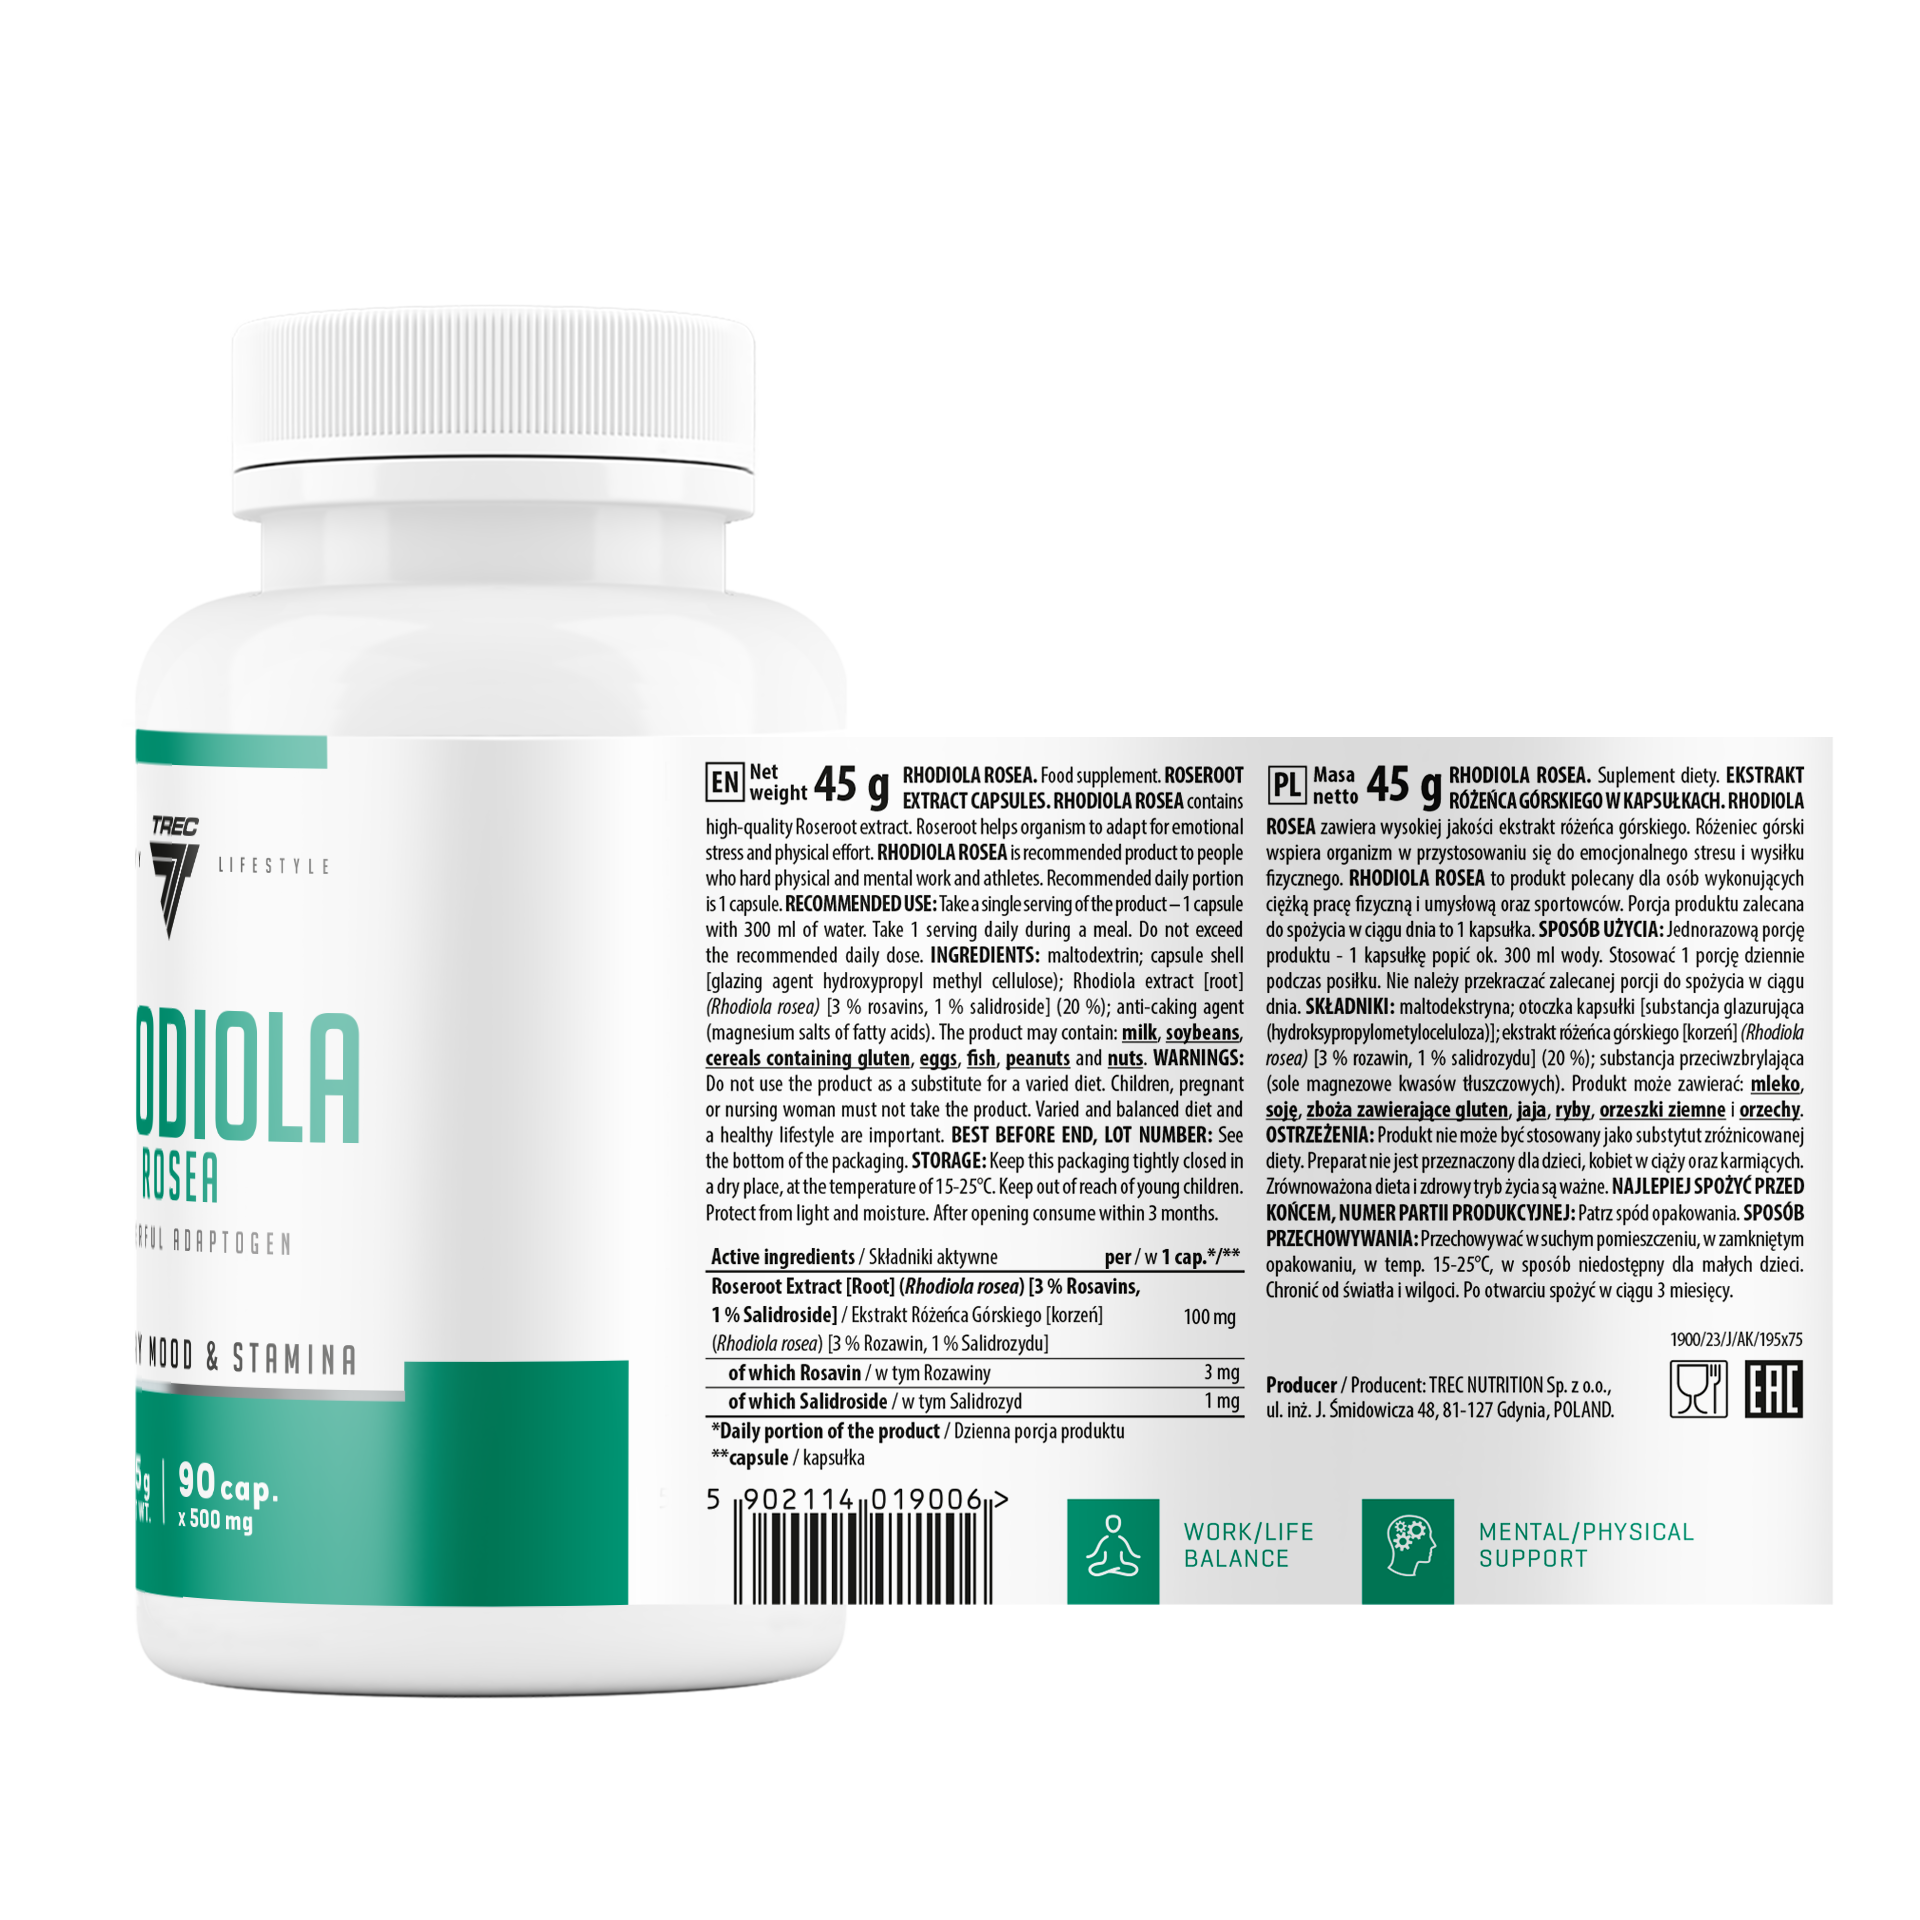 TREC
LIFESTYLE
ODIOLA
ROSEA
ADAPTOGEN
MOOD & STAMINA
90 cap.
x 500 mg
EN Net weight 45 g RHODIOLA ROSEA. Food supplement. ROSEROOT
EXTRACT CAPSULES. RHODIOLA ROSEA contains
high-quality Roseroot extract. Roseroot helps organism to adapt for emotional
stress and physical effort. RHODIOLA ROSEA is recommended product to people
who hard physical and mental work and athletes. Recommended daily portion
is 1 capsule. RECOMMENDED USE: Take a single serving of the product – 1 capsule
with 300 ml of water. Take 1 serving daily during a meal. Do not exceed
the recommended daily dose. INGREDIENTS: maltodextrin; capsule shell
[glazing agent hydroxypropyl methyl cellulose); Rhodiola extract [root]
(Rhodiola rosea) [3 % rosavins, 1 % salidroside] (20 %); anti-caking agent
(magnesium salts of fatty acids). The product may contain: milk, soybeans,
cereals containing gluten, eggs, fish, peanuts and nuts. WARNINGS:
Do not use the product as a substitute for a varied diet. Children, pregnant
or nursing woman must not take the product. Varied and balanced diet and
a healthy lifestyle are important. BEST BEFORE END, LOT NUMBER: See
the bottom of the packaging. STORAGE: Keep this packaging tightly closed in
a dry place, at the temperature of 15-25°C. Keep out of reach of young children.
Protect from light and moisture. After opening consume within 3 months.
Active ingredients / Składniki aktywne per / w 1 cap.*/**
Roseroot Extract [Root] (Rhodiola rosea) [3 % Rosavins,
1 % Salidroside] / Ekstrakt Różeńca Górskiego [korzeń] 100 mg
(Rhodiola rosea) [3 % Rozawin, 1 % Salidrozydu]
of which Rosavin / w tym Rozawiny 3 mg
of which Salidroside / w tym Salidrozyd 1 mg
*Daily portion of the product / Dzienna porcja produktu
**capsule / kapsułka
5 902114 019006 >
PL Masa netto 45 g RHODIOLA ROSEA. Suplement diety. EKSTRAKT
RÓŻEŃCA GÓRSKIEGO W KAPSUŁKACH. RHODIOLA
ROSEA zawiera wysokiej jakości ekstrakt różeńca górskiego. Różeniec górski
wspiera organizm w przystosowaniu się do emocjonalnego stresu i wysiłku
fizycznego. RHODIOLA ROSEA to produkt polecany dla osób wykonujących
ciężką pracę fizyczną i umysłową oraz sportowców. Porcja produktu zalecana
do spożycia w ciągu dnia to 1 kapsułka. SPOSÓB UŻYCIA: Jednorazową porcję
produktu - 1 kapsułkę popić ok. 300 ml wody. Stosować 1 porcję dziennie
podczas posiłku. Nie należy przekraczać zalecanej porcji do spożycia w ciągu
dnia. SKŁADNIKI: maltodekstryna; otoczka kapsułki [substancja glazurująca
(hydroksypropylometyloceluloza)]; ekstrakt różeńca górskiego [korzeń] (Rhodiola
rosea) [3 % rozawin, 1 % salidrozydu] (20 %); substancja przeciwzbrylająca
(sole magnezowe kwasów tłuszczowych). Produkt może zawierać: mleko,
soję, zboża zawierające gluten, jaja, ryby, orzeszki ziemne i orzechy.
OSTRZEŻENIA: Produkt nie może być stosowany jako substytut zróżnicowanej
diety. Preparat nie jest przeznaczony dla dzieci, kobiet w ciąży oraz karmiących.
Zrównoważona dieta i zdrowy tryb życia są ważne. NAJLEPIEJ SPOŻYĆ PRZED
KOŃCEM, NUMER PARTII PRODUKCYJNEJ: Patrz spód opakowania. SPOSÓB
PRZECHOWYWANIA: Przechowywać w suchym pomieszczeniu, w zamkniętym
opakowaniu, w temp. 15-25°C, w sposób niedostępny dla małych dzieci.
Chronić od światła i wilgoci. Po otwarciu spożyć w ciągu 3 miesięcy.
1900/23/J/AK/195x75
Producer / Producent: TREC NUTRITION Sp. z o.o.,
ul. inż. J. Śmidowicza 48, 81-127 Gdynia, POLAND.
EAC
WORK/LIFE
BALANCE
MENTAL/PHYSICAL
SUPPORT